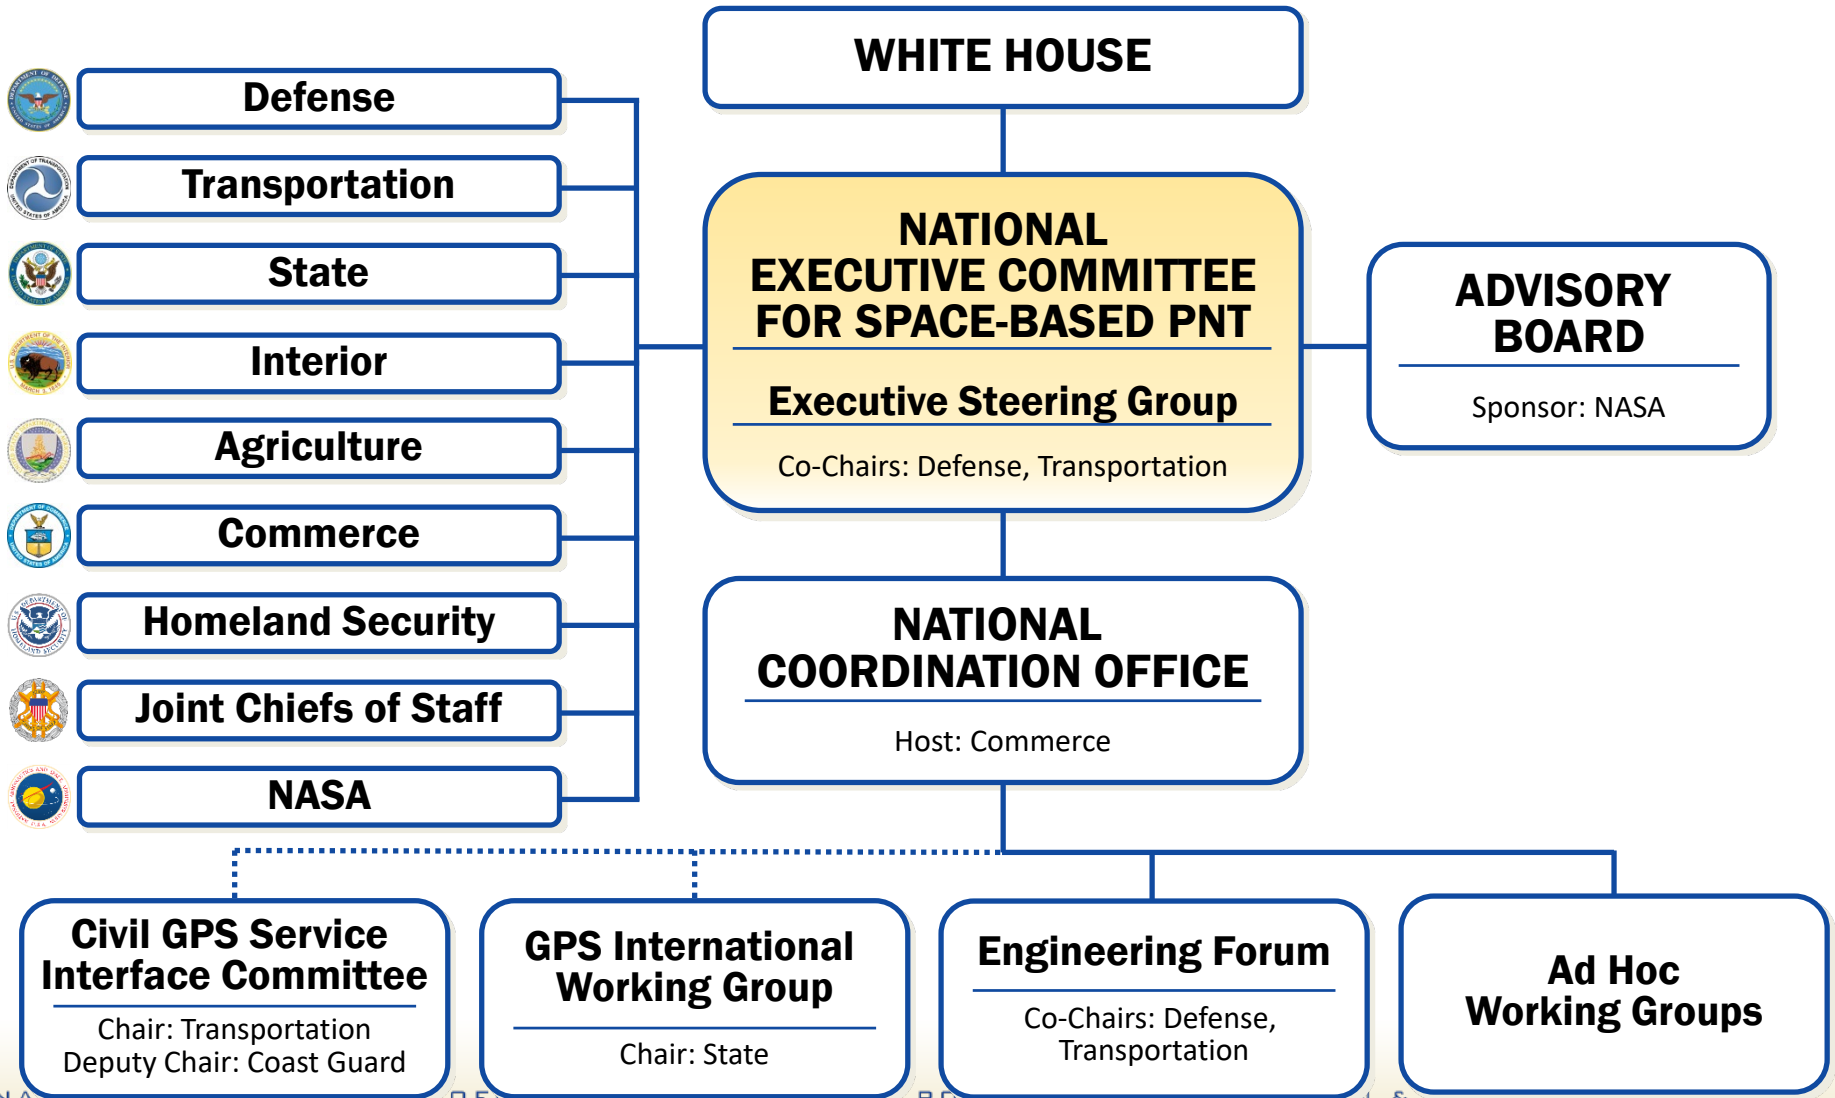 WHITE HOUSE
Defense
Transportation
State
Interior
Agriculture
Commerce
Homeland Security
Joint Chiefs of Staff
NASA
NATIONAL
EXECUTIVE COMMITTEE
FOR SPACE-BASED PNT
Executive Steering Group
Co-Chairs: Defense, Transportation
ADVISORY
BOARD
Sponsor: NASA
NATIONAL
COORDINATION OFFICE
Host: Commerce
Civil GPS Service
Interface Committee
Chair: Transportation
Deputy Chair: Coast Guard
GPS International
Working Group
Chair: State
Engineering Forum
Co-Chairs: Defense,
Transportation
Ad Hoc
Working Groups